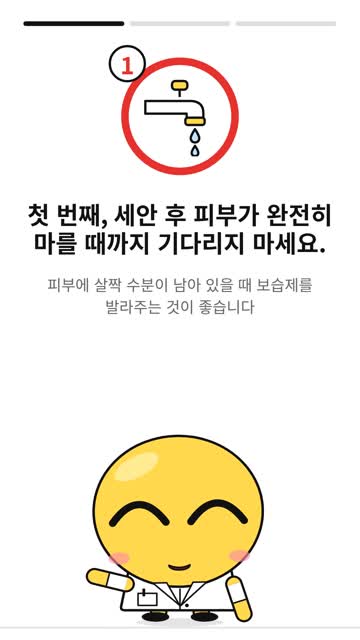 1
첫 번째, 세안 후 피부가 완전히
마를 때까지 기다리지 마세요.
피부에 살짝 수분이 남아 있을 때 보습제를
발라주는 것이 좋습니다